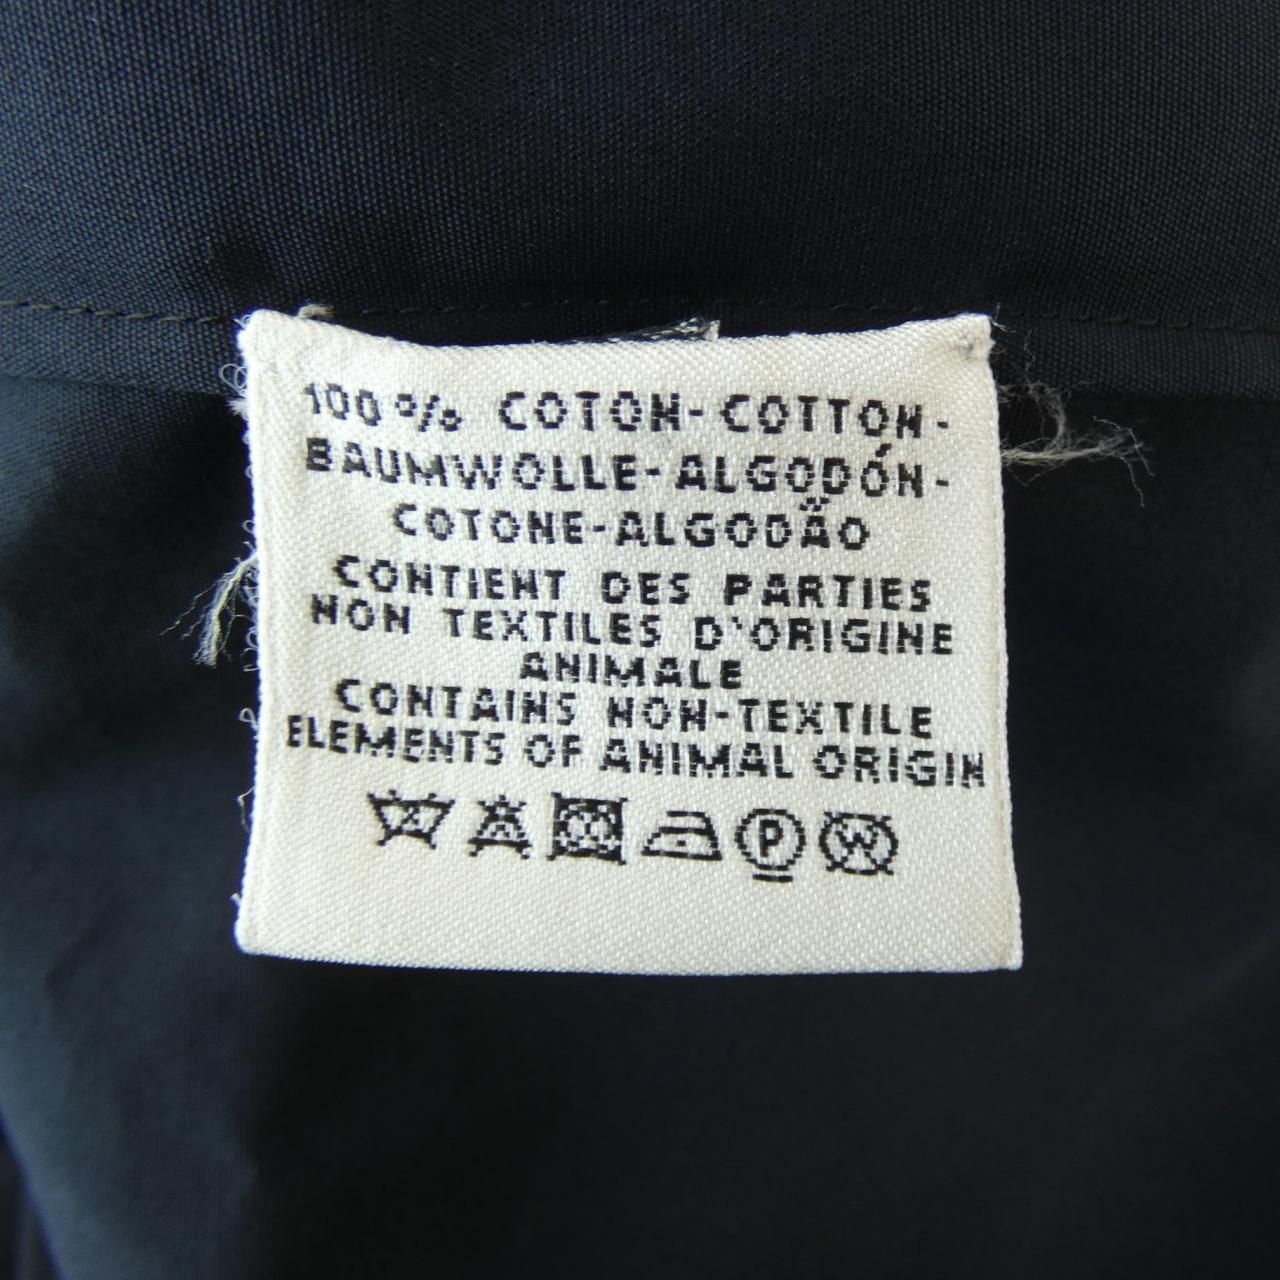 100% COTON-COTTON-
BAUMWOLLE-ALGODÓN-
COTONE-ALGODÃO
CONTIENT DES PARTIES
NON TEXTILES D'ORIGINE
ANIMALE
CONTAINS NON-TEXTILE
ELEMENTS OF ANIMAL ORIGIN
P W